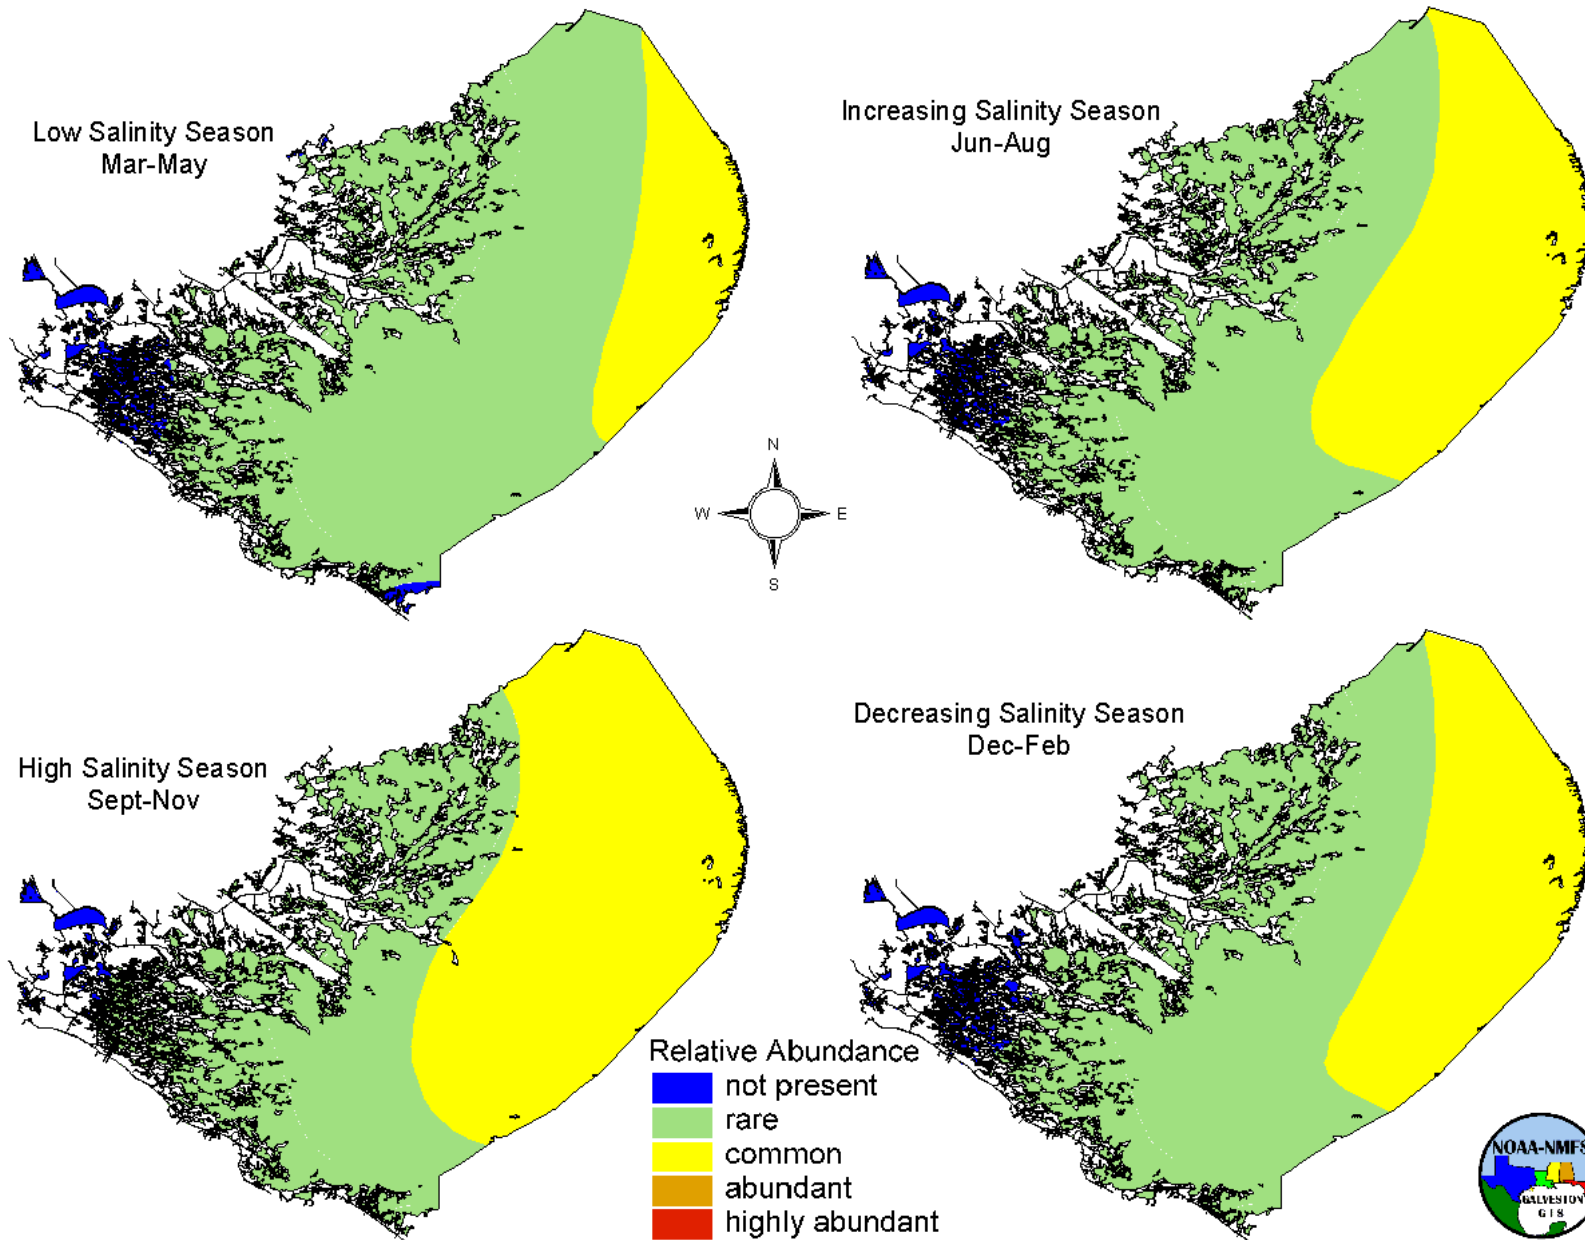 Low Salinity Season
Mar-May
Increasing Salinity Season
Jun-Aug
N
W E
S
High Salinity Season
Sept-Nov
Decreasing Salinity Season
Dec-Feb
Relative Abundance
not present
rare
common
abundant
highly abundant
NOAA-NMFS
GALVESTON
GIS